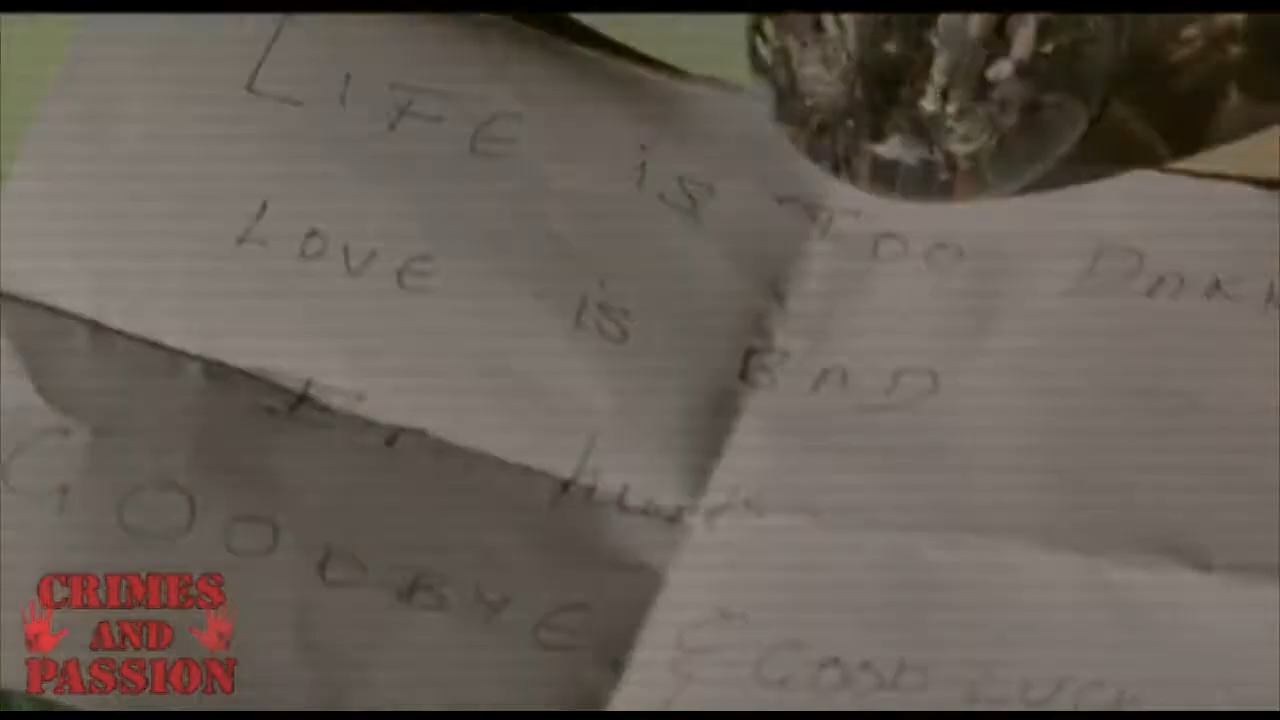 LIFE is TOO DARK
LOVE is BAD
GOODBYE
GOOD LUCK
CRIMES
AND
PASSION